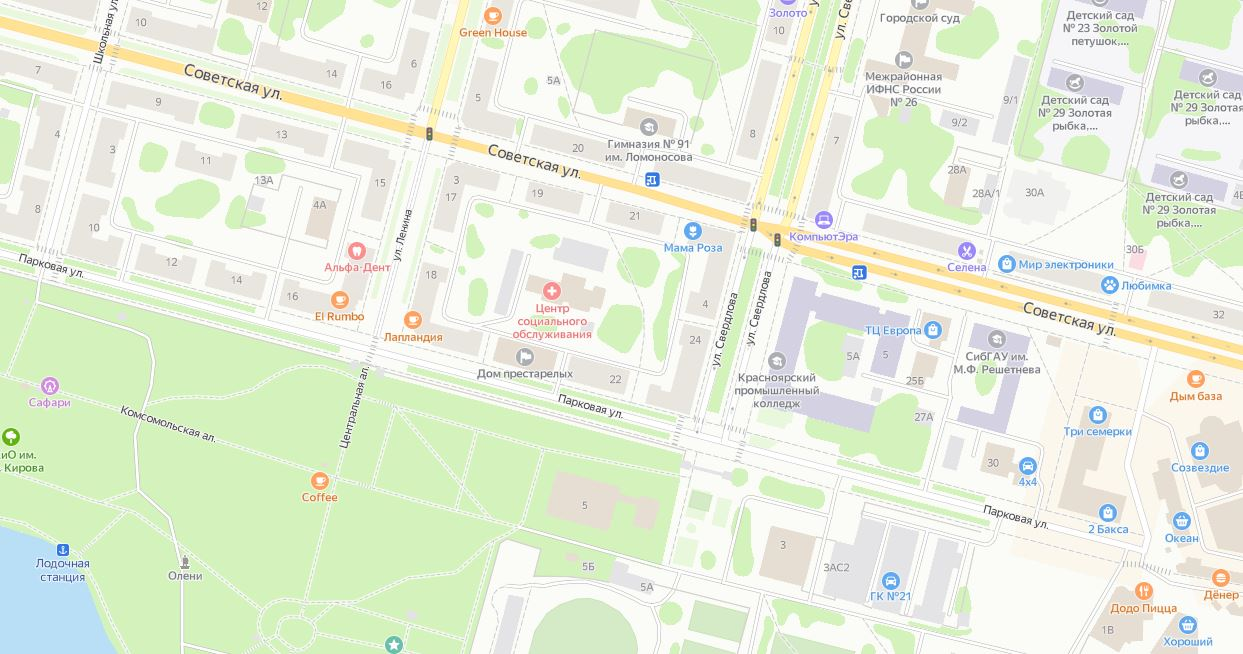 Школьная ул.
12
Green House
Золото
10
ул. Све
Городской суд
Детский сад
№ 23 Золотой
петушок,...
7
Советская ул.
14
16
6
5А
5
Межрайонная
ИФНС России
№ 26
9/1
Детский сад
№ 29 Золотая
рыбка,...
Детский сад
№ 29 Золотая
рыбка,...
9
13
4
3
11
13А
4А
15
3
17
20
Советская ул.
Гимназия № 91
им. Ломоносова
8
7
9/2
28А
28А/1
30А
Детский сад
№ 29 Золотая
рыбка,...
4Е
8
10
12
14
16
Парковая ул.
ул. Ленина
Альфа-Дент
El Rumbo
18
Лапландия
19
21
Мама Роза
КомпьютЭра
Селена
Мир электроники
30Б
Любимка
Советская ул.
32
Центр
социального
обслуживания
4
24
ул. Свердлова
ул. Свердлова
ТЦ Европа
5А
5
25Б
СибГАУ им.
М.Ф. Решетнева
Дом престарелых
22
Парковая ул.
Красноярский
промышленный
колледж
27А
Дым база
Три семерки
Созвездие
Сафари
Комсомольская ал.
Центральная ал.
иО им.
. Кирова
Coffee
5
30
4х4
2 Бакса
Океан
Парковая ул.
Лодочная
станция
Олени
5Б
5А
3
3АС2
ГК №21
Додо Пицца
Дёнер
1В
Хороший